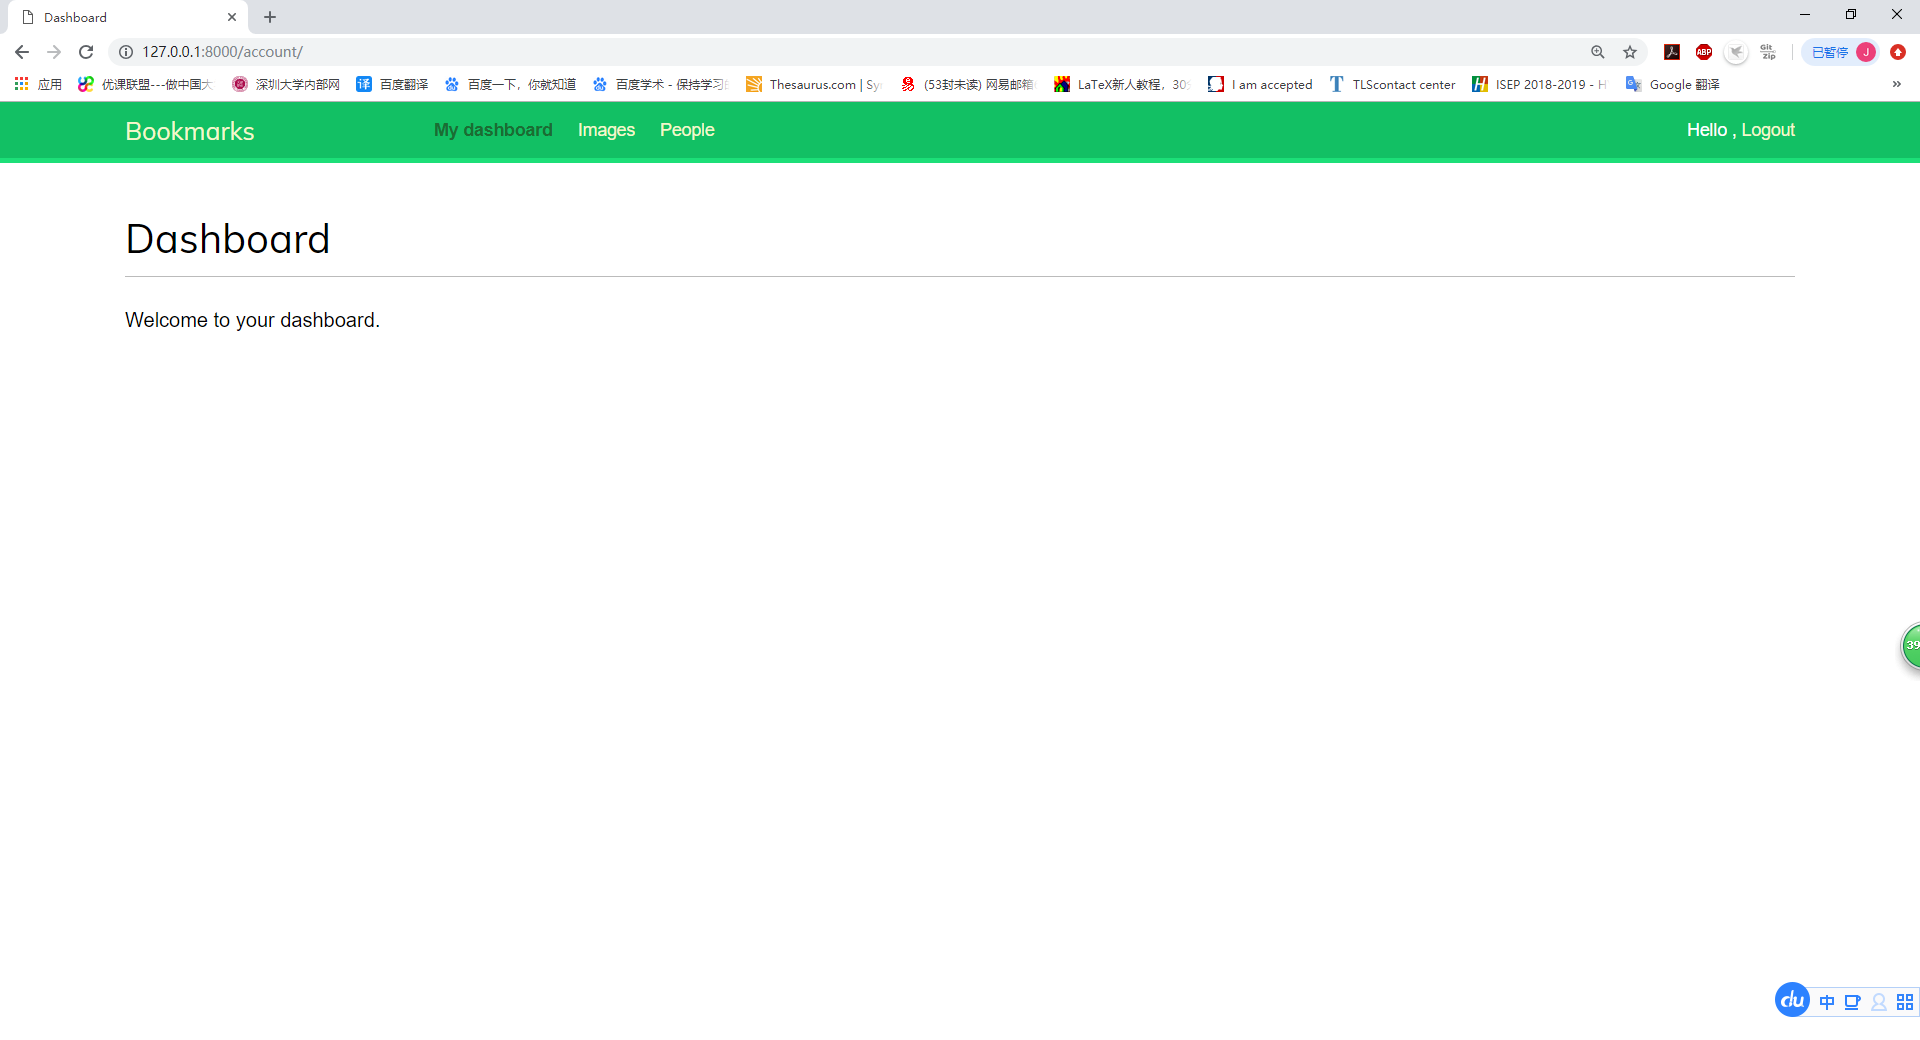 Dashboard
127.0.0.1:8000/account/
已暂停 J
应用 优课联盟---做中国大 深圳大学内部网 百度翻译 百度一下，你就知道 百度学术 - 保持学习 Thesaurus.com | Sy (53封未读) 网易邮箱 LaTeX新人教程，30 I am accepted TLScontact center ISEP 2018-2019 - H Google 翻译 »
Bookmarks My dashboard Images People Hello , Logout
Dashboard
Welcome to your dashboard.
39
du 中